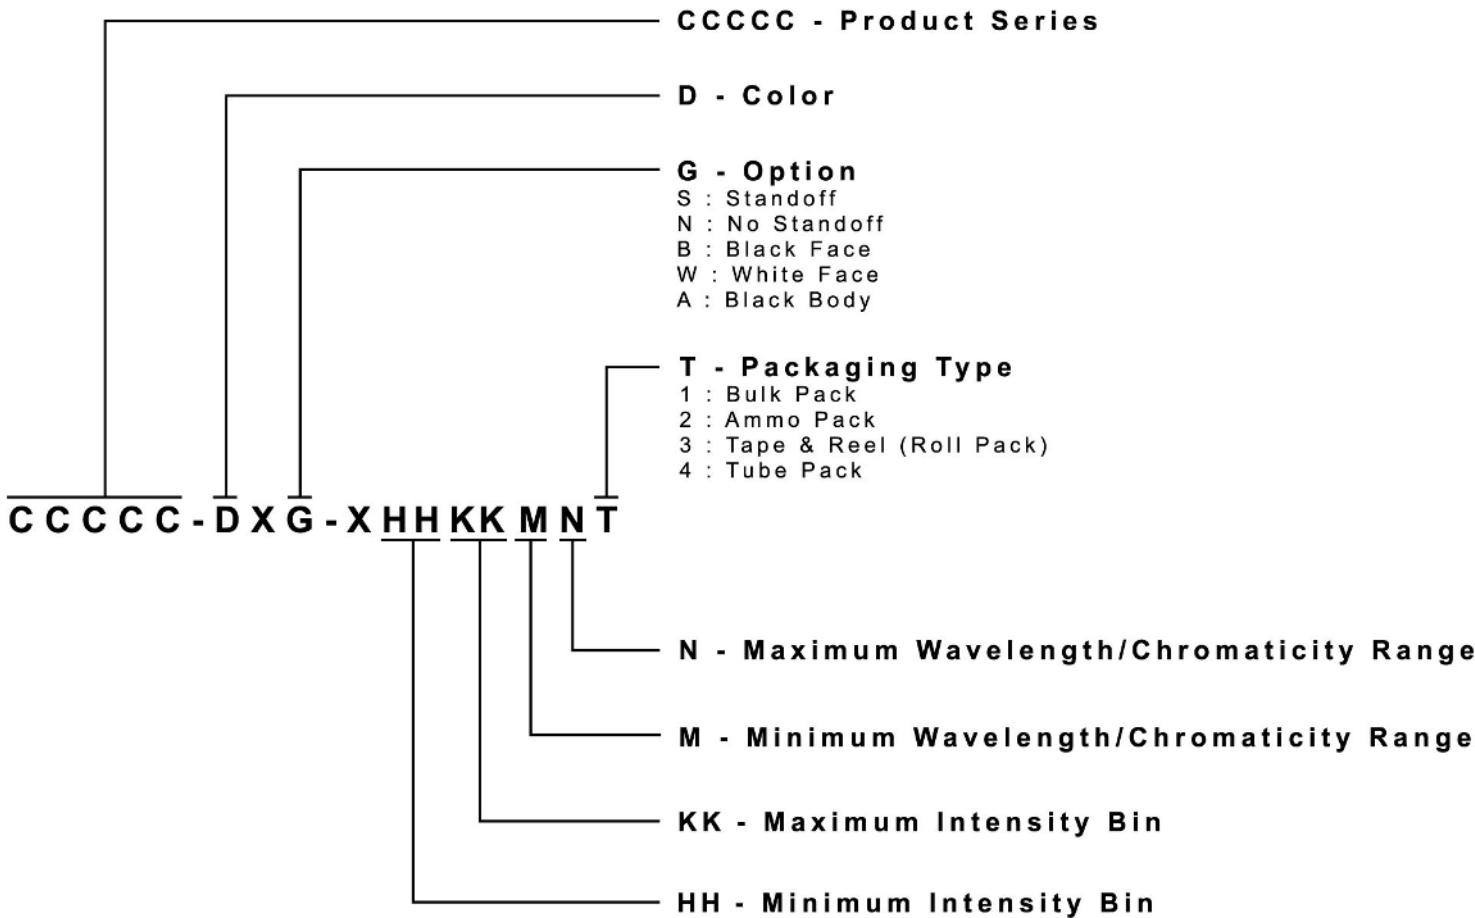 CCCCC - Product Series
D - Color
G - Option
S : Standoff
N : No Standoff
B : Black Face
W : White Face
A : Black Body
T - Packaging Type
1 : Bulk Pack
2 : Ammo Pack
3 : Tape & Reel (Roll Pack)
4 : Tube Pack
CCCCC-DXG-XHHKKMNT
N - Maximum Wavelength/Chromaticity Range
M - Minimum Wavelength/Chromaticity Range
KK - Maximum Intensity Bin
HH - Minimum Intensity Bin